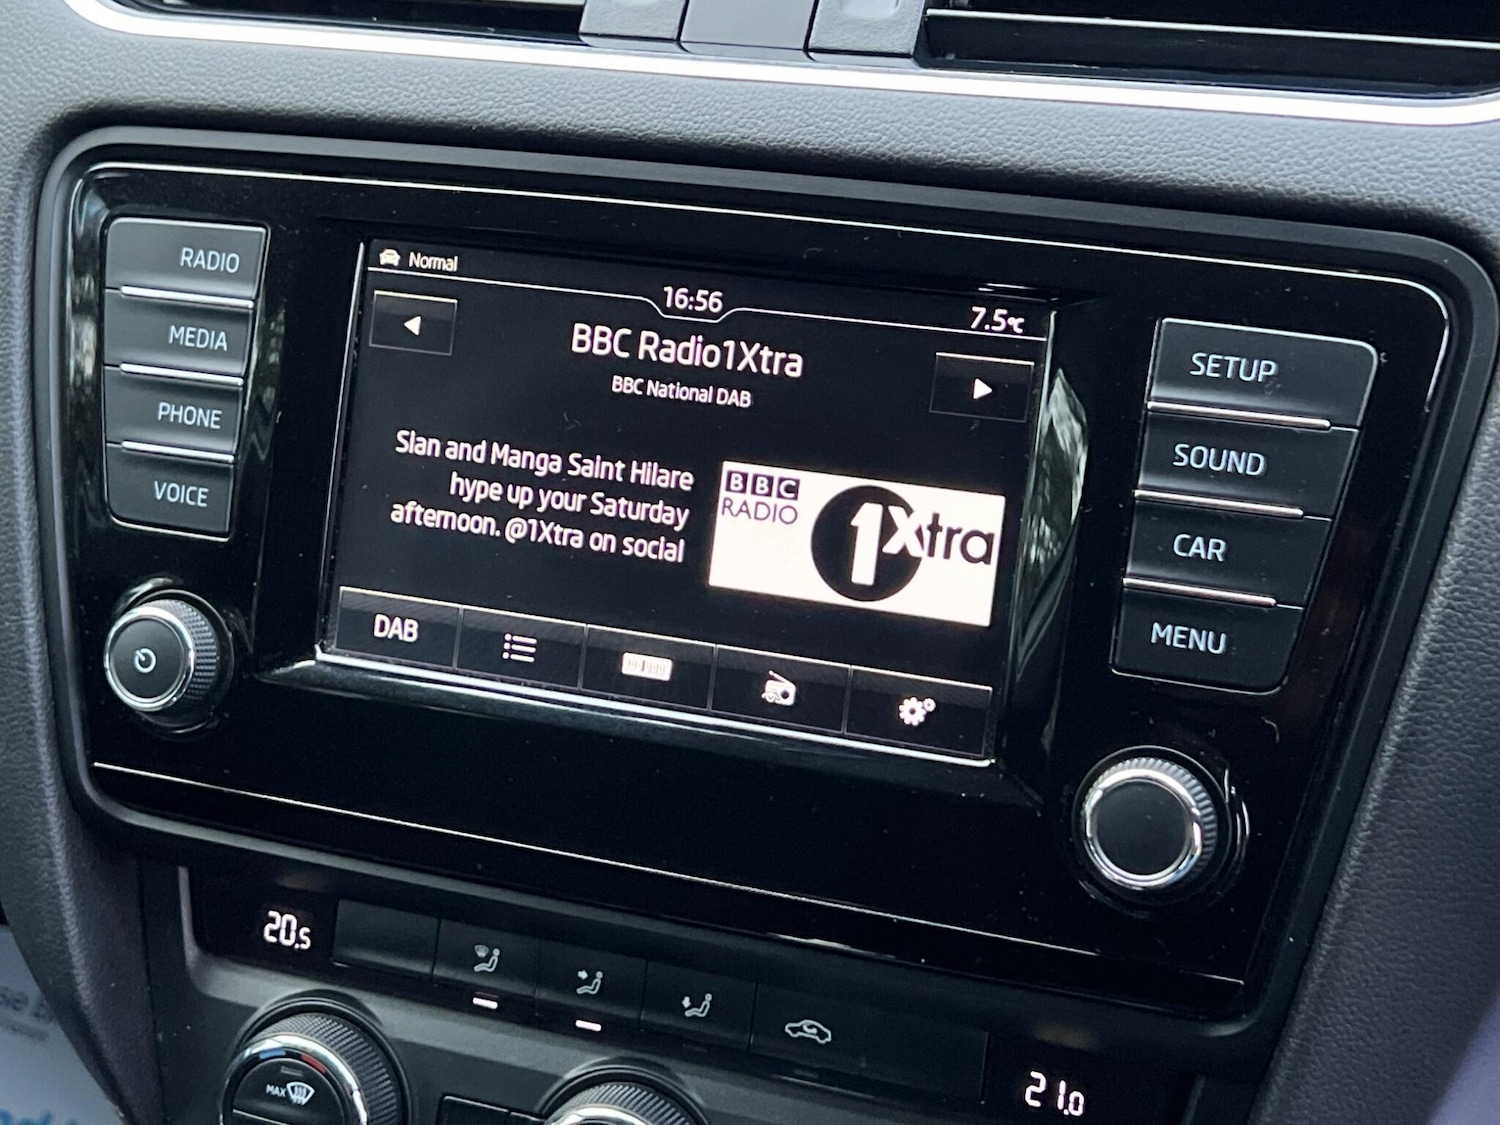 RADIO
MEDIA
PHONE
VOICE
Normal
16:56
7.5°C
BBC Radio1Xtra
BBC National DAB
Sian and Manga Saint Hilare
hype up your Saturday
afternoon. @1Xtra on social
BBC
RADIO
1Xtra
DAB
SETUP
SOUND
CAR
MENU
20.5
21.0
MAX